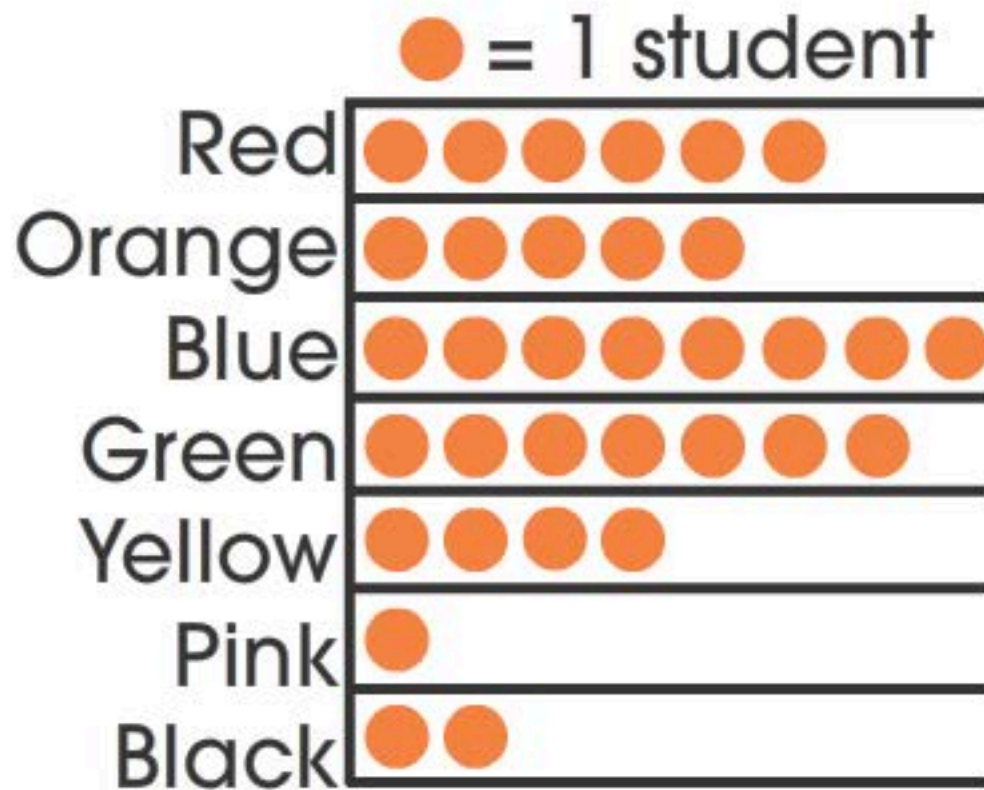 = 1 student
Red
Orange
Blue
Green
Yellow
Pink
Black